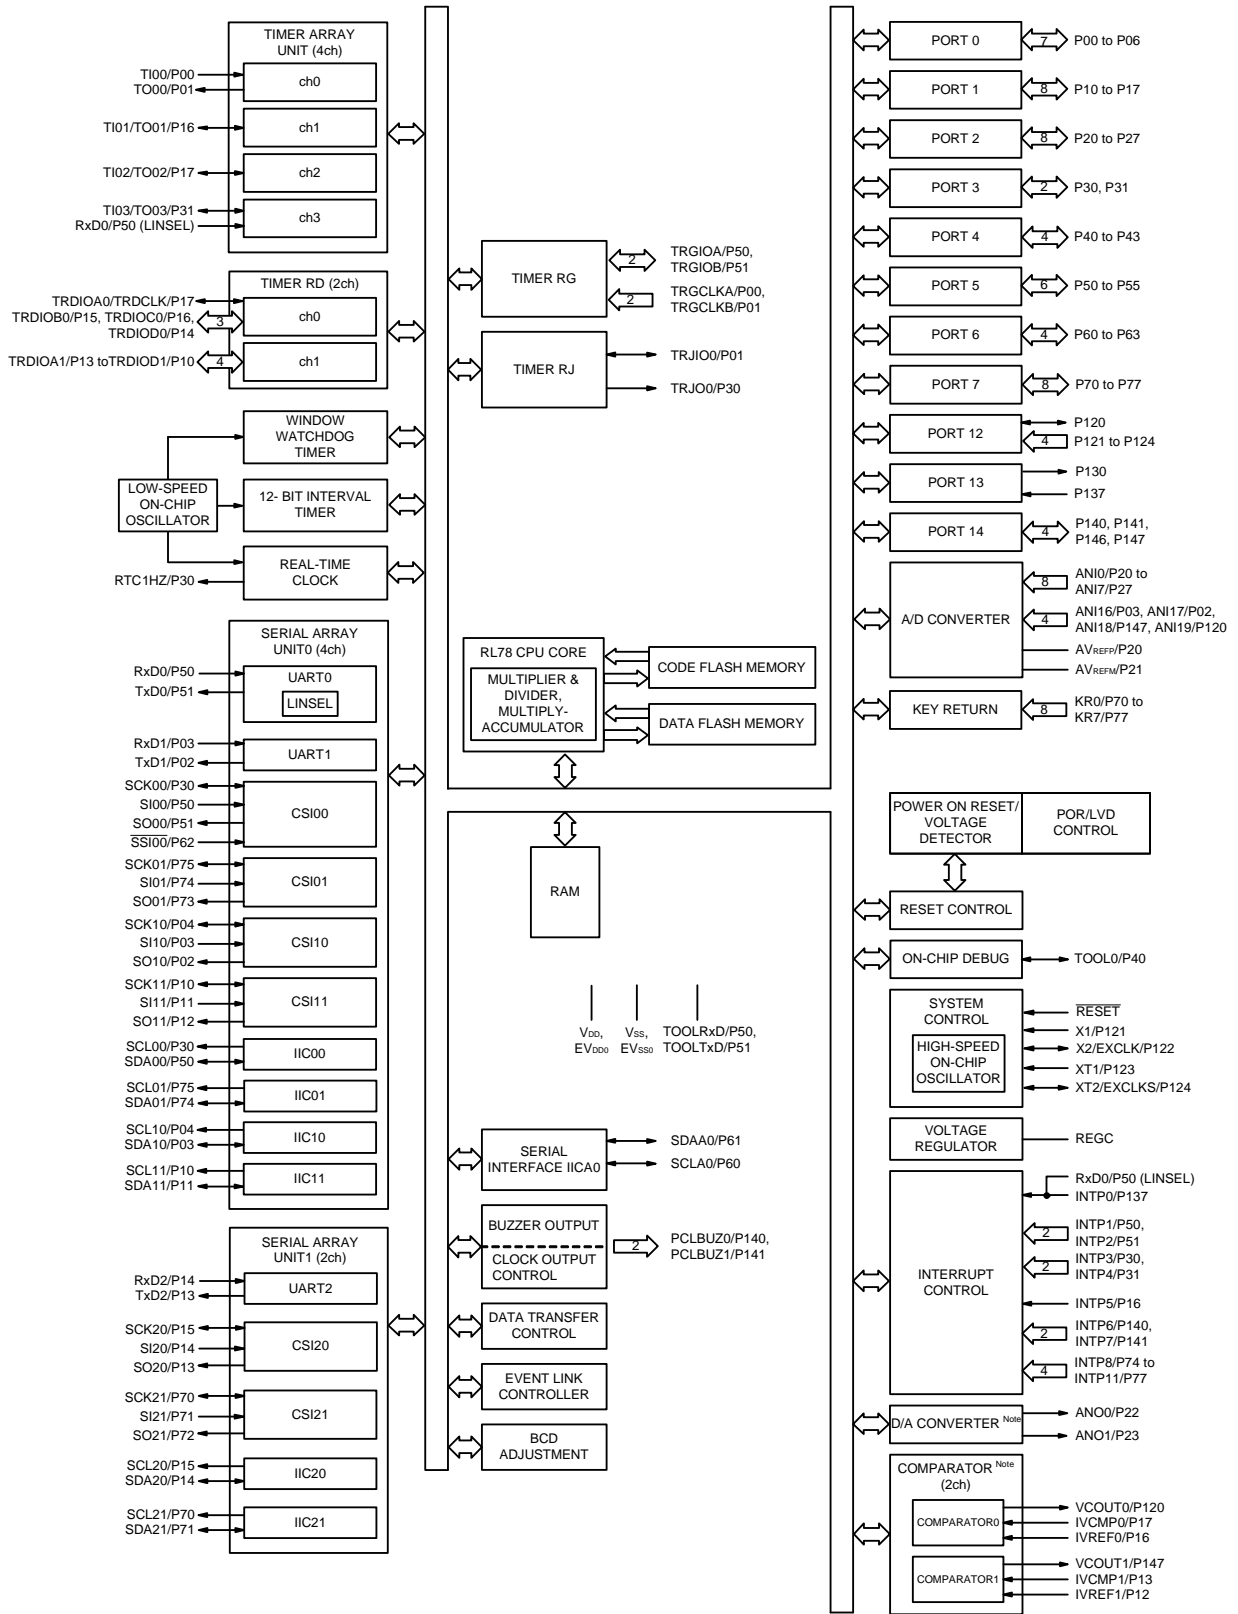 TIMER ARRAY
UNIT (4ch)
TI00/P00
TO00/P01
ch0
TI01/TO01/P16
ch1
TI02/TO02/P17
ch2
TI03/TO03/P31
RxD0/P50 (LINSEL)
ch3
TIMER RD (2ch)
TRDIOA0/TRDCLK/P17
TRDIOB0/P15, TRDIOC0/P16,
TRDIOD0/P14
3
ch0
TRDIOA1/P13 toTRDIOD1/P10
4
ch1
WINDOW
WATCHDOG
TIMER
LOW-SPEED
ON-CHIP
OSCILLATOR
12- BIT INTERVAL
TIMER
RTC1HZ/P30
REAL-TIME
CLOCK
SERIAL ARRAY
UNIT0 (4ch)
RxD0/P50
TxD0/P51
UART0
LINSEL
RxD1/P03
TxD1/P02
UART1
SCK00/P30
SI00/P50
SO00/P51
SSI00/P62
CSI00
SCK01/P75
SI01/P74
SO01/P73
CSI01
SCK10/P04
SI10/P03
SO10/P02
CSI10
SCK11/P10
SI11/P11
SO11/P12
CSI11
SCL00/P30
SDA00/P50
IIC00
SCL01/P75
SDA01/P74
IIC01
SCL10/P04
SDA10/P03
IIC10
SCL11/P10
SDA11/P11
IIC11
SERIAL ARRAY
UNIT1 (2ch)
RxD2/P14
TxD2/P13
UART2
SCK20/P15
SI20/P14
SO20/P13
CSI20
SCK21/P70
SI21/P71
SO21/P72
CSI21
SCL20/P15
SDA20/P14
IIC20
SCL21/P70
SDA21/P71
IIC21
TIMER RG
2
TRGIOA/P50,
TRGIOB/P51
2
TRGCLKA/P00,
TRGCLKB/P01
TIMER RJ
TRJIO0/P01
TRJO0/P30
RL78 CPU CORE
MULTIPLIER &
DIVIDER,
MULTIPLY-
ACCUMULATOR
CODE FLASH MEMORY
DATA FLASH MEMORY
RAM
VDD,
EVDD0
VSS,
EVSS0
TOOLRxD/P50,
TOOLTxD/P51
SERIAL
INTERFACE IICA0
SDAA0/P61
SCLA0/P60
BUZZER OUTPUT
CLOCK OUTPUT
CONTROL
2
PCLBUZ0/P140,
PCLBUZ1/P141
DATA TRANSFER
CONTROL
EVENT LINK
CONTROLLER
BCD
ADJUSTMENT
PORT 0
7
P00 to P06
PORT 1
8
P10 to P17
PORT 2
8
P20 to P27
PORT 3
2
P30, P31
PORT 4
4
P40 to P43
PORT 5
6
P50 to P55
PORT 6
4
P60 to P63
PORT 7
8
P70 to P77
PORT 12
P120
4
P121 to P124
PORT 13
P130
P137
PORT 14
4
P140, P141,
P146, P147
A/D CONVERTER
8
ANI0/P20 to
ANI7/P27
4
ANI16/P03, ANI17/P02,
ANI18/P147, ANI19/P120
AVREFP/P20
AVREFM/P21
KEY RETURN
8
KR0/P70 to
KR7/P77
POWER ON RESET/
VOLTAGE
DETECTOR
POR/LVD
CONTROL
RESET CONTROL
ON-CHIP DEBUG
TOOL0/P40
SYSTEM
CONTROL
HIGH-SPEED
ON-CHIP
OSCILLATOR
RESET
X1/P121
X2/EXCLK/P122
XT1/P123
XT2/EXCLKS/P124
VOLTAGE
REGULATOR
REGC
INTERRUPT
CONTROL
RxD0/P50 (LINSEL)
INTP0/P137
2
INTP1/P50,
INTP2/P51
2
INTP3/P30,
INTP4/P31
INTP5/P16
2
INTP6/P140,
INTP7/P141
4
INTP8/P74 to
INTP11/P77
D/A CONVERTER Note
ANO0/P22
ANO1/P23
COMPARATOR Note
(2ch)
COMPARATOR0
VCOUT0/P120
IVCMP0/P17
IVREF0/P16
COMPARATOR1
VCOUT1/P147
IVCMP1/P13
IVREF1/P12